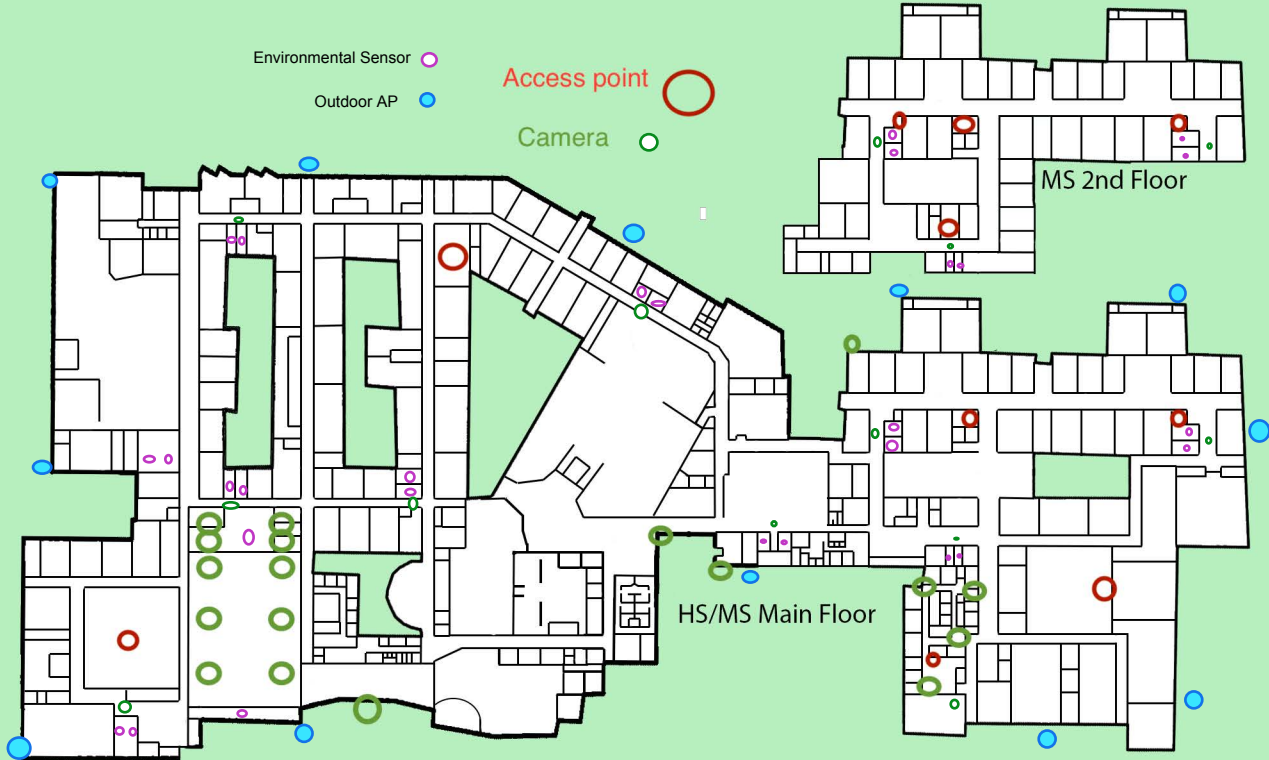 Environmental Sensor
Access point
Outdoor AP
Camera
MS 2nd Floor
HS/MS Main Floor